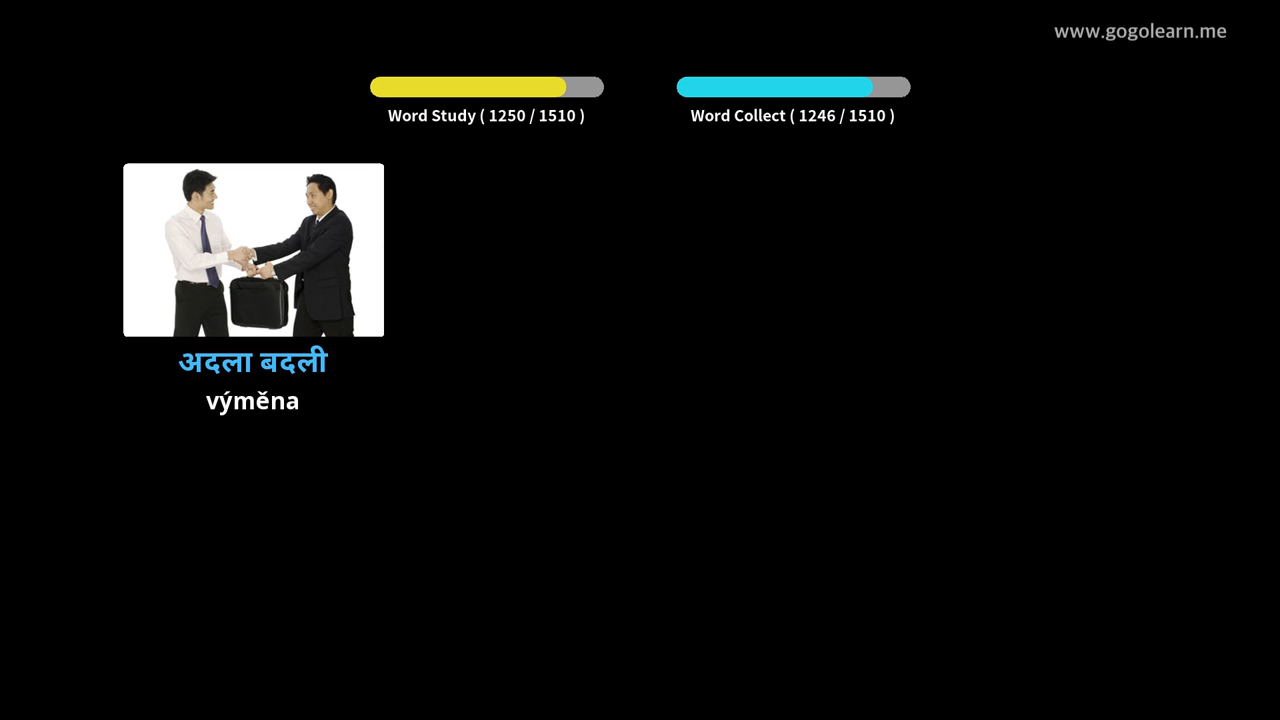 www.gogolearn.me
Word Study ( 1250 / 1510 )
Word Collect ( 1246 / 1510 )
अदला बदली
výměna